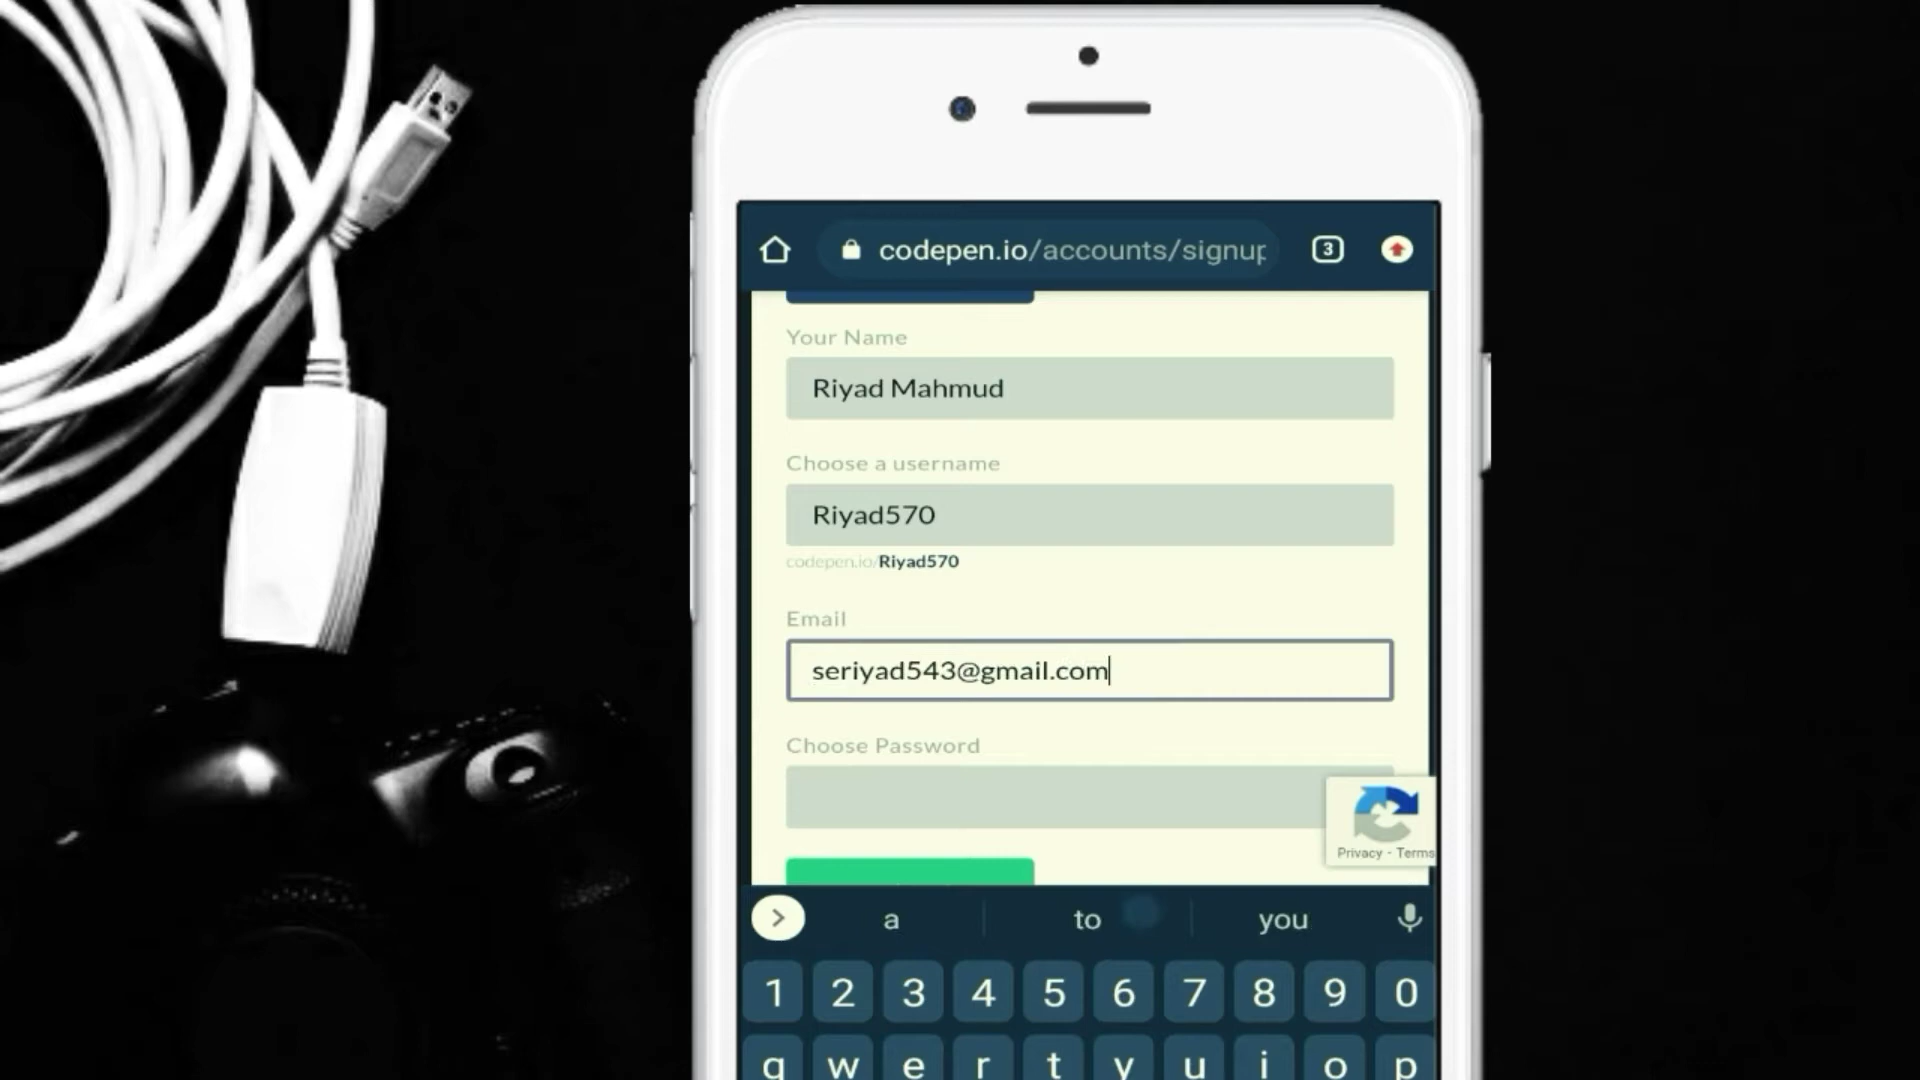 codepen.io/accounts/signup
3
Your Name
Riyad Mahmud
Choose a username
Riyad570
codepen.io/Riyad570
Email
seriyad543@gmail.com
Choose Password
Privacy - Terms
a to you
1 2 3 4 5 6 7 8 9 0
q w e r t y u i o p